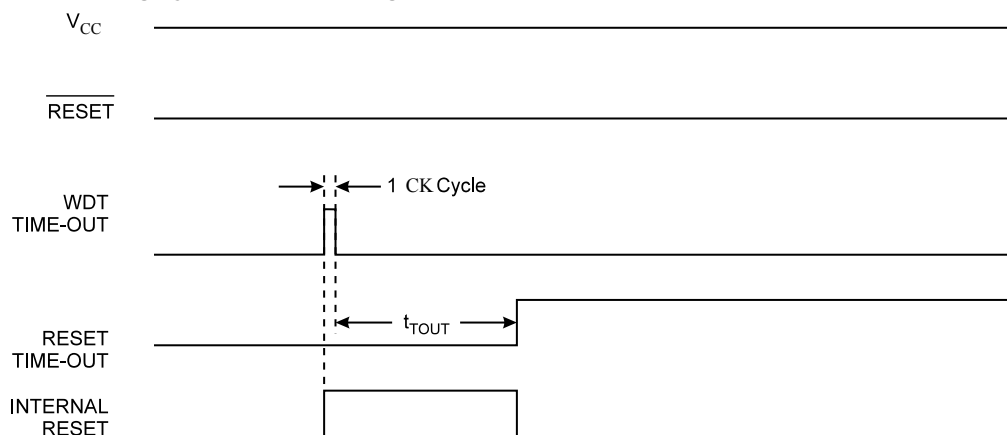 VCC
RESET
1 CK Cycle
WDT
TIME-OUT
tTOUT
RESET
TIME-OUT
INTERNAL
RESET